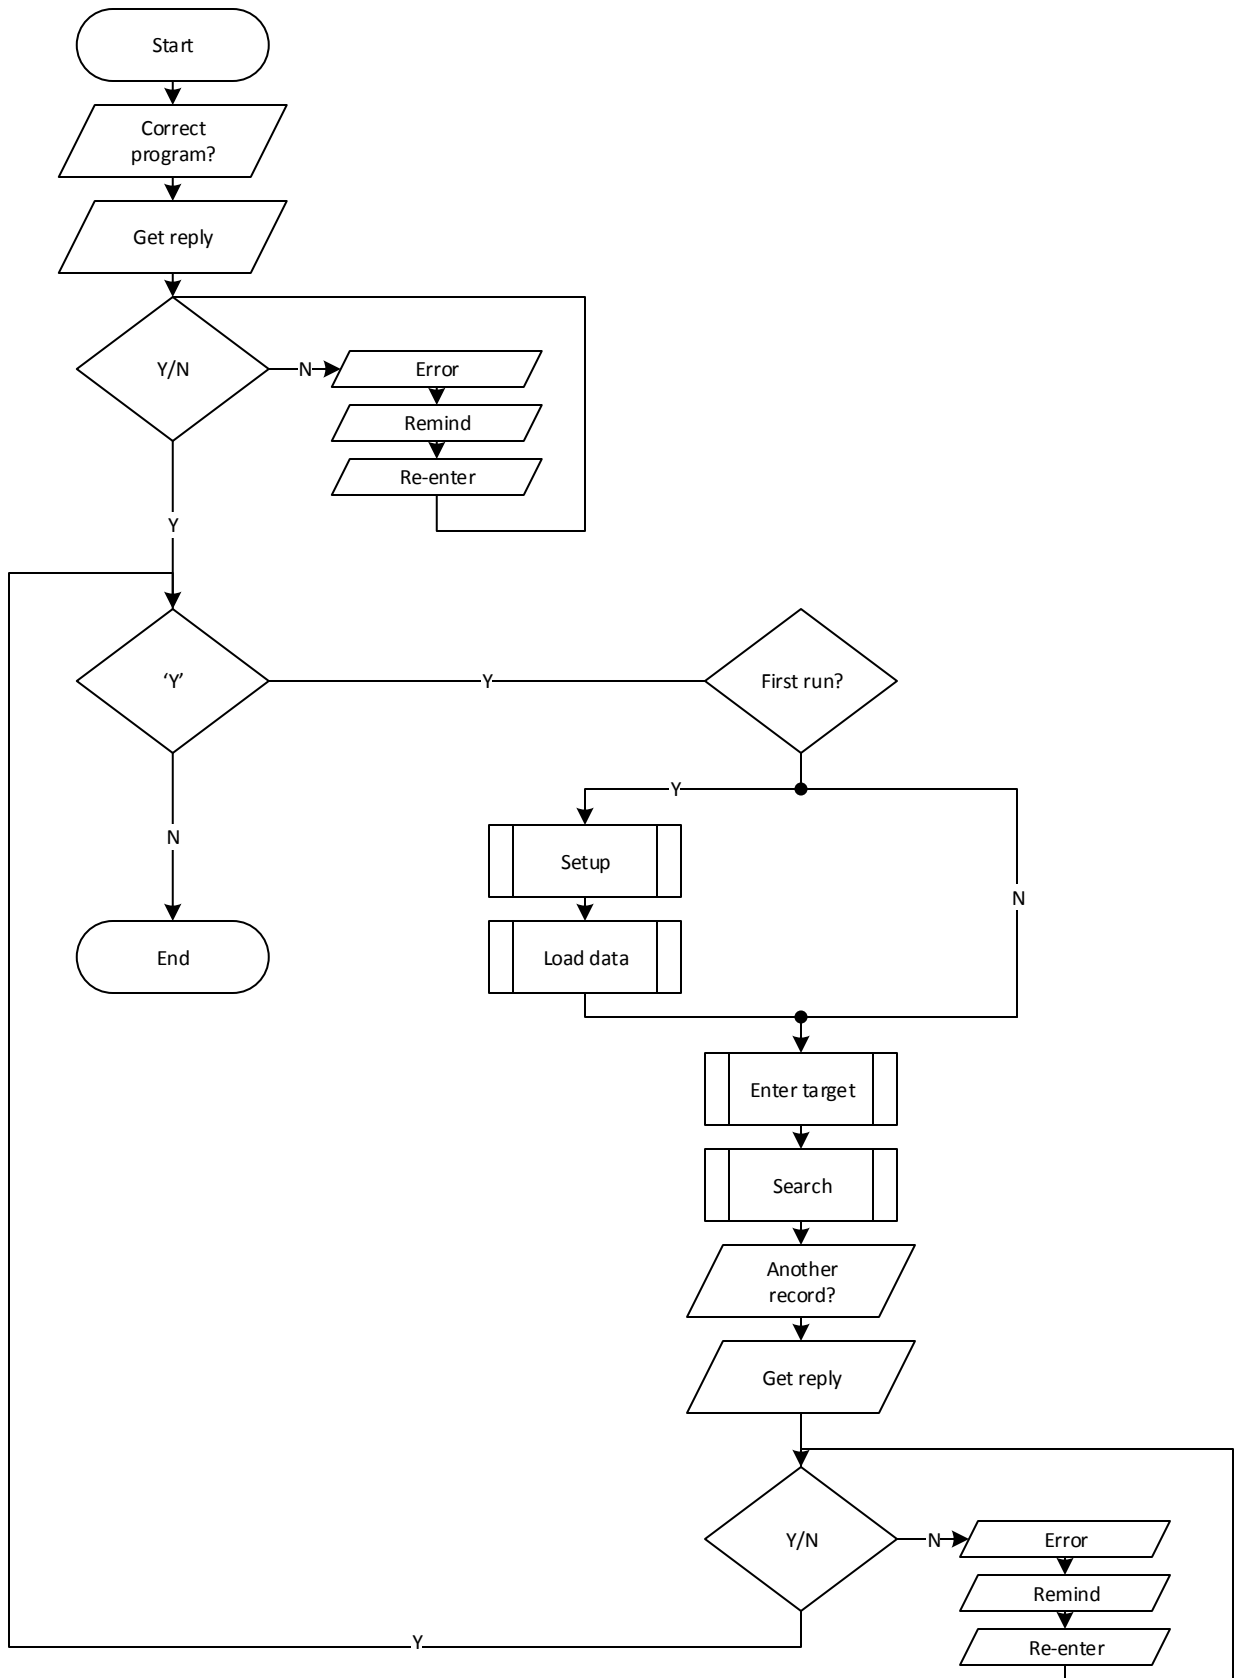 Start
Correct
program?
Get reply
Y/N
N
Error
Remind
Re-enter
Y
‘Y’
Y
First run?
Y
Setup
N
N
Load data
End
Enter target
Search
Another
record?
Get reply
Y/N
N
Error
Remind
Re-enter
Y